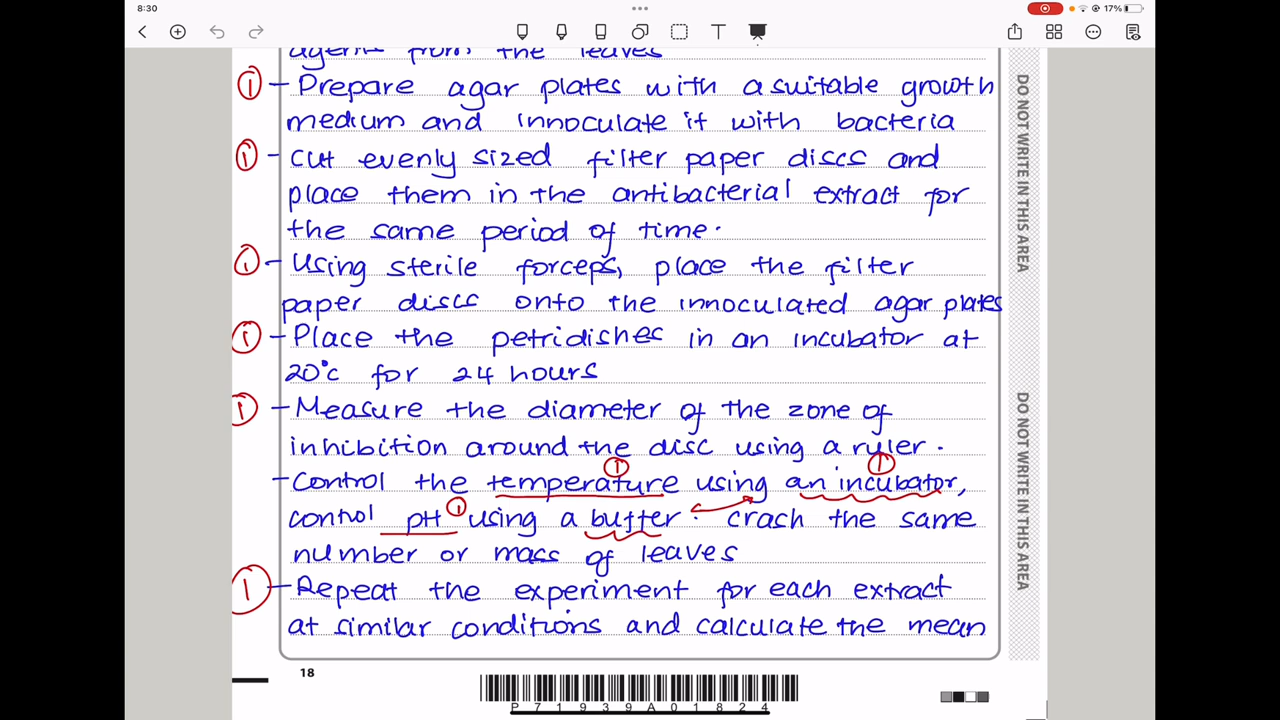 8:30
17%
agents from the leaves
① - Prepare agar plates with a suitable growth
medium and innoculate it with bacteria
① - cut evenly sized filter paper discs and
place them in the antibacterial extract for
the same period of time.
① - Using sterile forceps, place the filter
paper discs onto the innoculated agar plates
① - Place the petridishes in an incubator at
20°c for 24 hours
① - Measure the diameter of the zone of
inhibition around the disc using a ruler.
① ①
- Control the temperature using an incubator,
control pH ① using a buffer. crash the same
number or mass of leaves
① - Repeat the experiment for each extract
at similar conditions and calculate the mean
18
P71939A01824
DO NOT WRITE IN THIS AREA
DO NOT WRITE IN THIS AREA